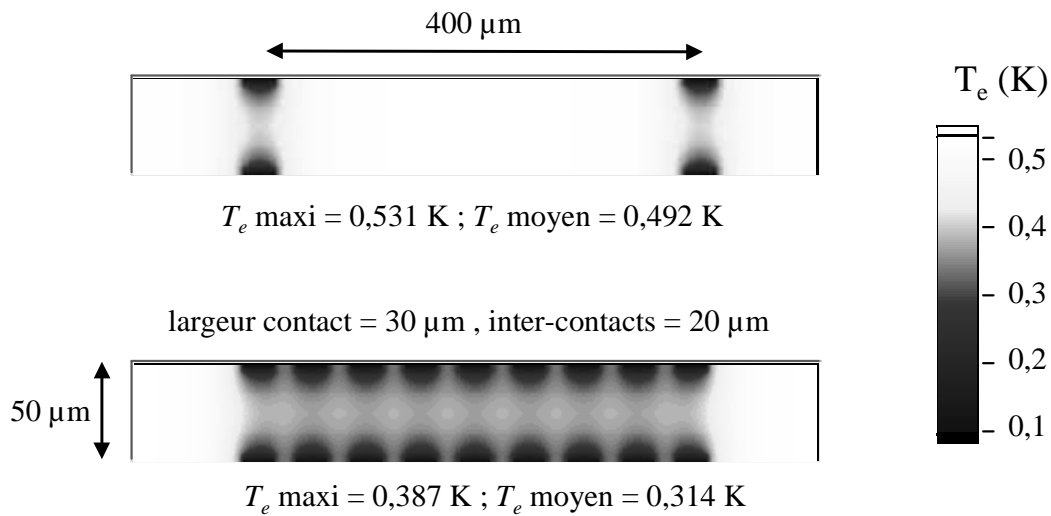 400 µm
T_e (K)
0,5
0,4
0,3
0,2
0,1
T_e maxi = 0,531 K ; T_e moyen = 0,492 K
largeur contact = 30 µm , inter-contacts = 20 µm
50 µm
T_e maxi = 0,387 K ; T_e moyen = 0,314 K